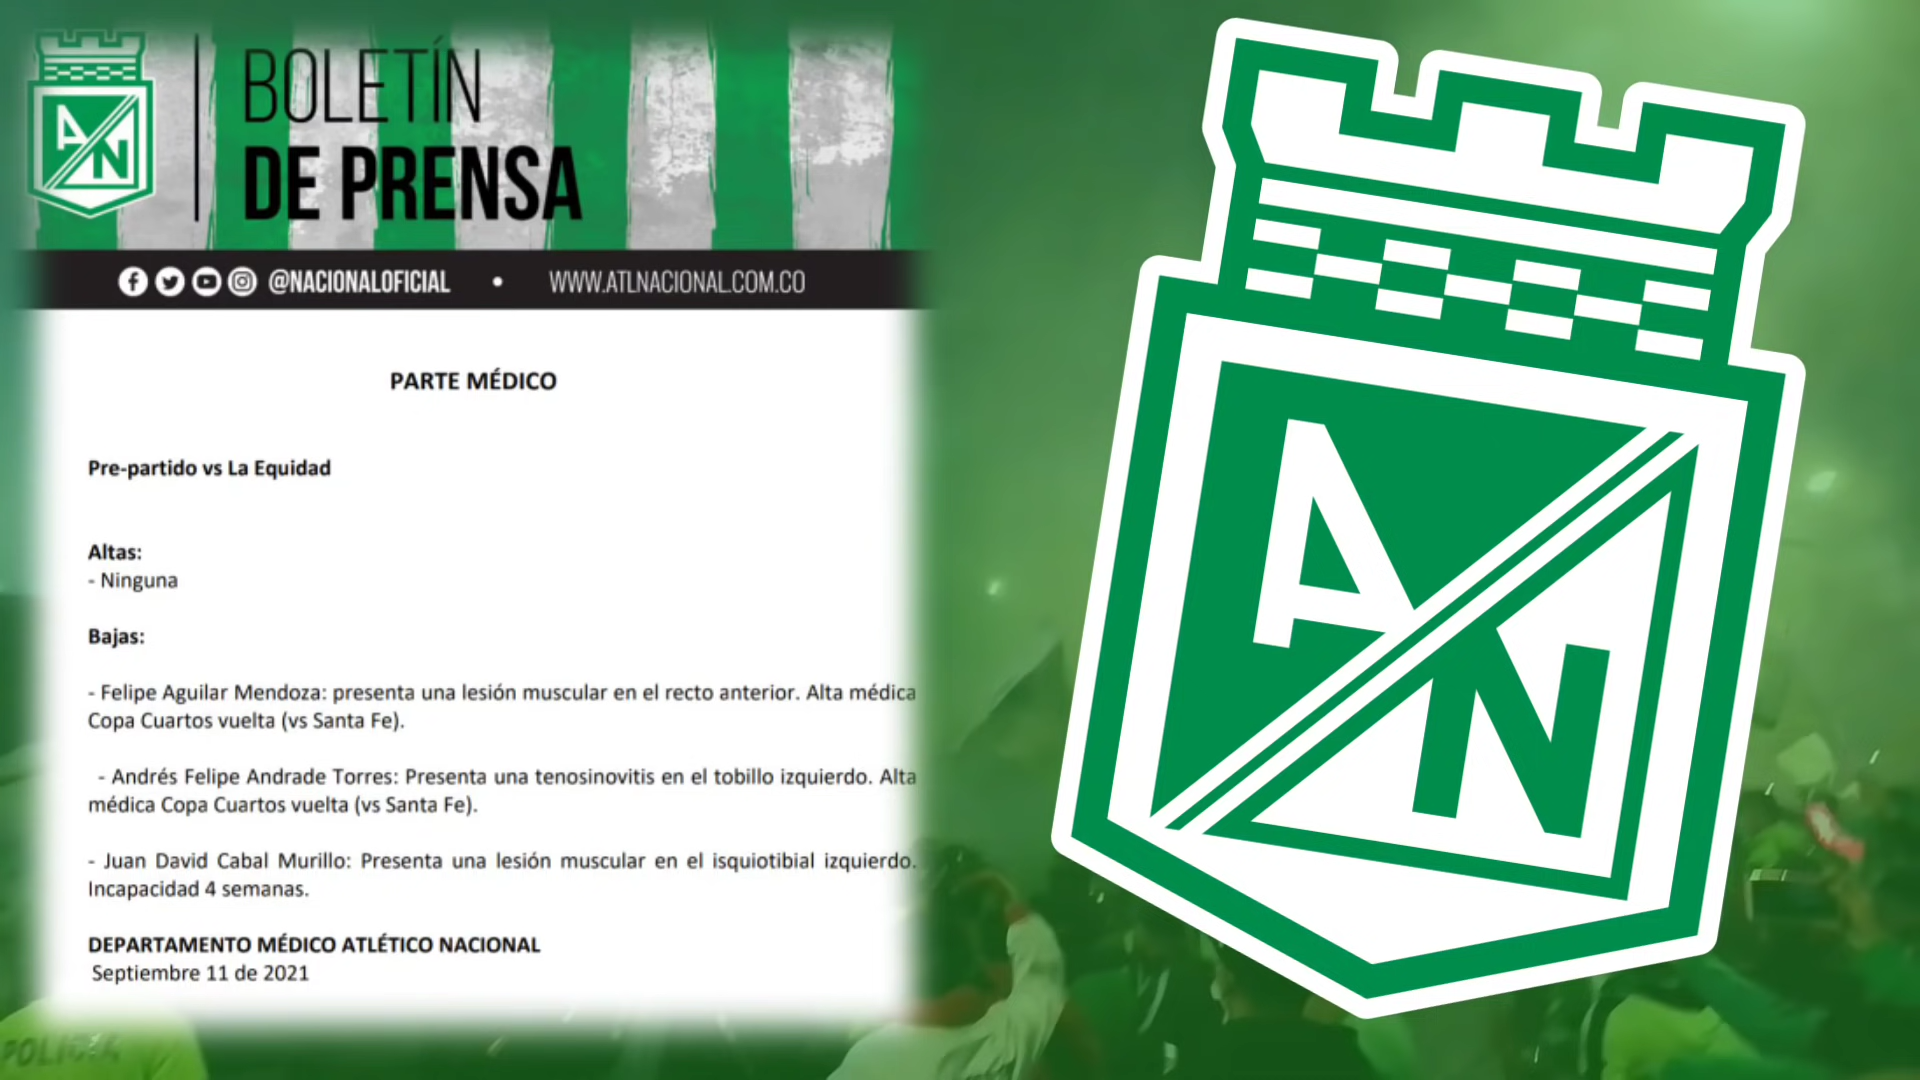 BOLETÍN
DE PRENSA
AN
@NACIONALOFICIAL • WWW.ATLNACIONAL.COM.CO
PARTE MÉDICO
Pre-partido vs La Equidad
Altas:
- Ninguna
Bajas:
- Felipe Aguilar Mendoza: presenta una lesión muscular en el recto anterior. Alta médica
Copa Cuartos vuelta (vs Santa Fe).
- Andrés Felipe Andrade Torres: Presenta una tenosinovitis en el tobillo izquierdo. Alta
médica Copa Cuartos vuelta (vs Santa Fe).
- Juan David Cabal Murillo: Presenta una lesión muscular en el isquiotibial izquierdo.
Incapacidad 4 semanas.
DEPARTAMENTO MÉDICO ATLÉTICO NACIONAL
Septiembre 11 de 2021
POLICÍA
AN